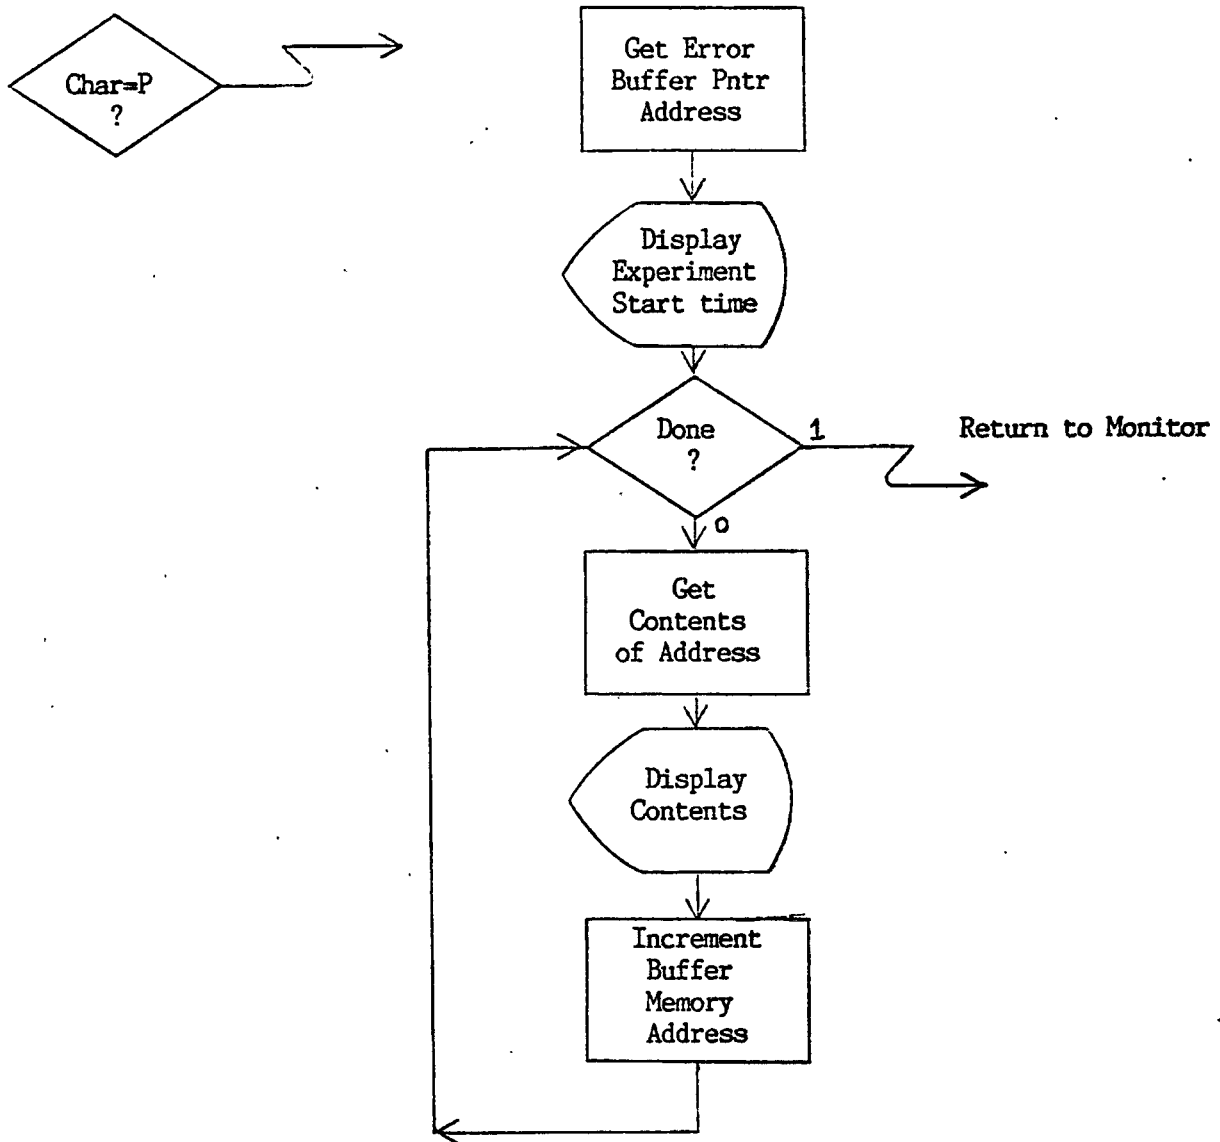 Char=P
?
Get Error
Buffer Pntr
Address
Display
Experiment
Start time
Done
?
1
Return to Monitor
0
Get
Contents
of Address
Display
Contents
Increment
Buffer
Memory
Address